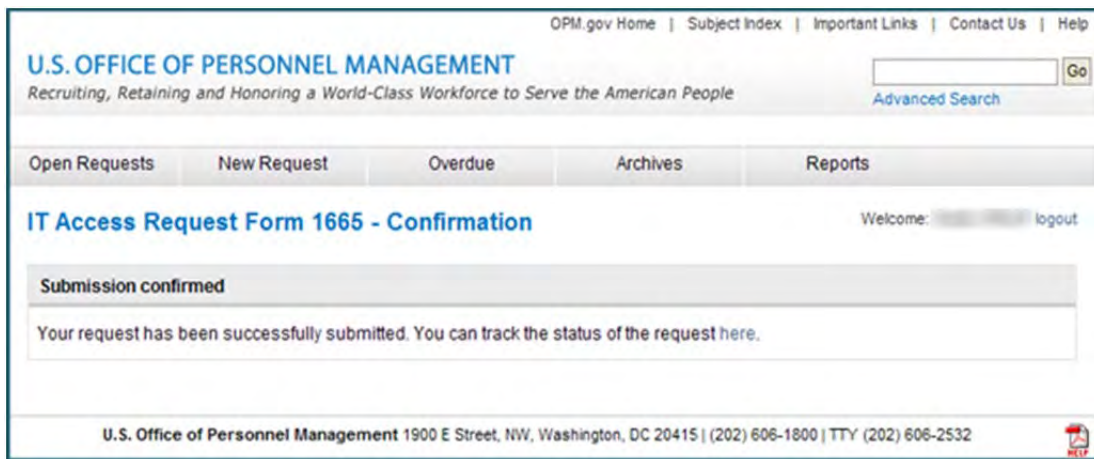 OPM.gov Home | Subject Index | Important Links | Contact Us | Help
U.S. OFFICE OF PERSONNEL MANAGEMENT
Recruiting, Retaining and Honoring a World-Class Workforce to Serve the American People
Go
Advanced Search
Open Requests New Request Overdue Archives Reports
IT Access Request Form 1665 - Confirmation
Welcome: logout
Submission confirmed
Your request has been successfully submitted. You can track the status of the request here.
U.S. Office of Personnel Management 1900 E Street, NW, Washington, DC 20415 | (202) 606-1800 | TTY (202) 606-2532
HELP